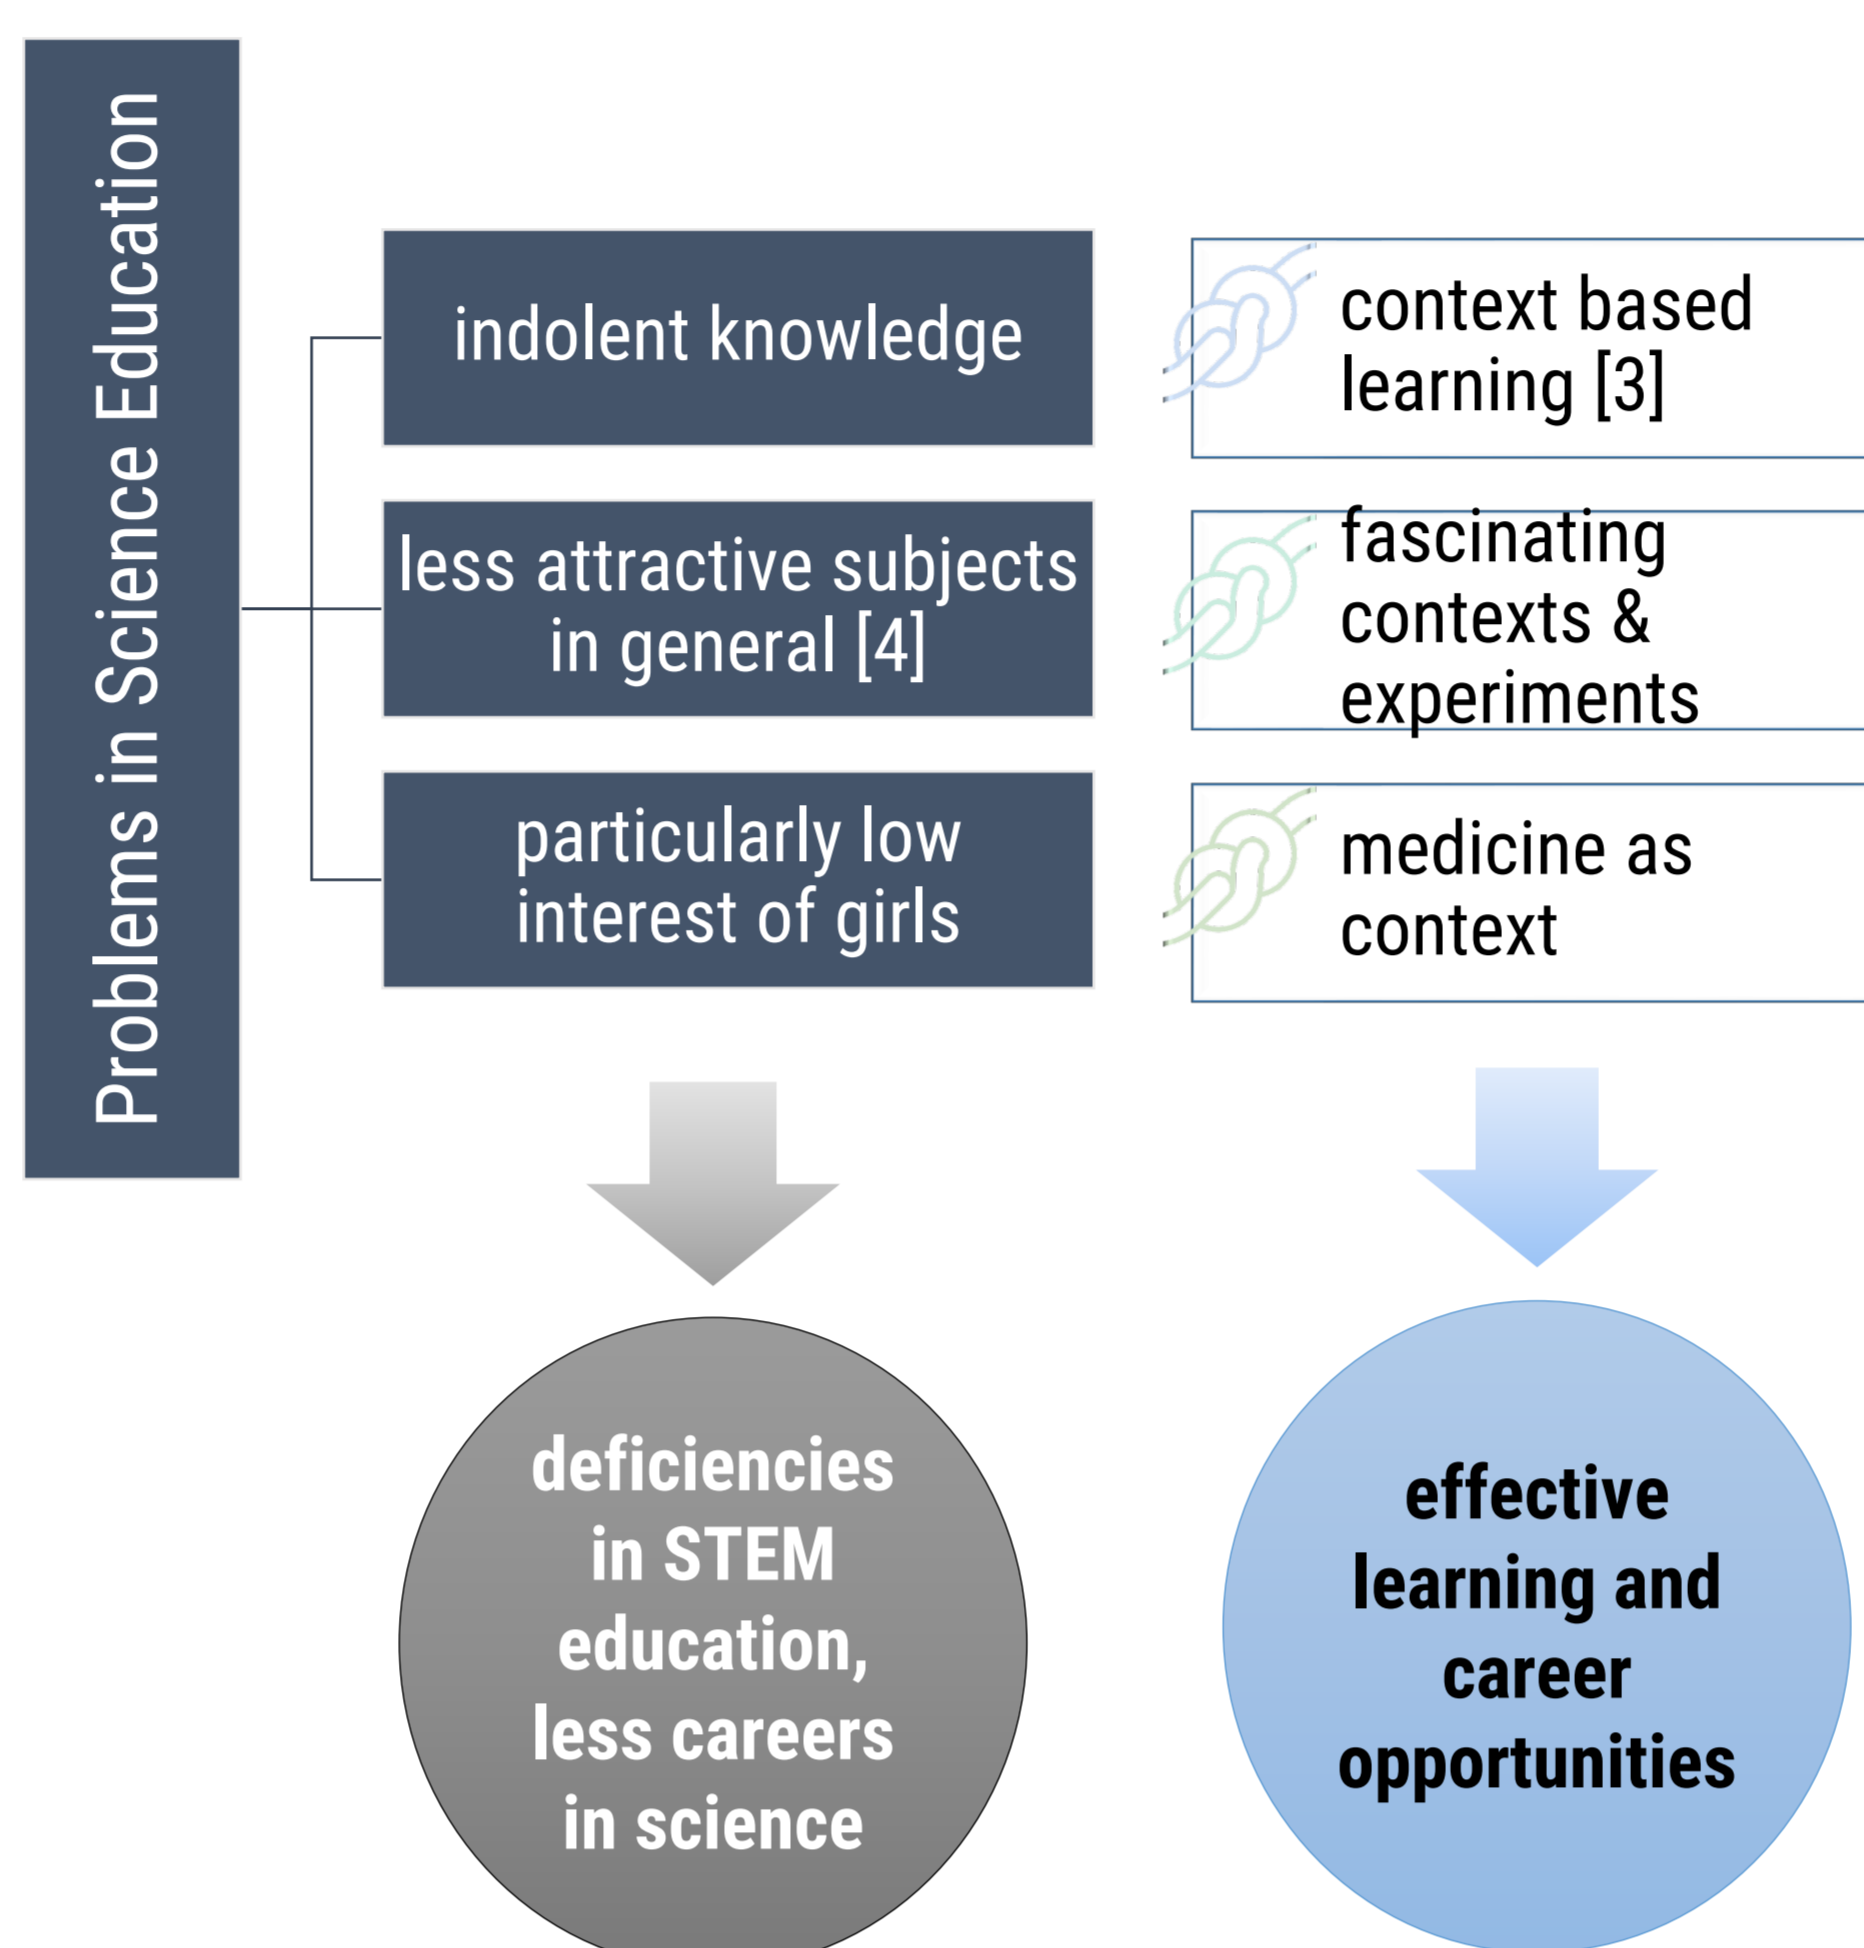 Problems in Science Education
indolent knowledge
less attractive subjects
in general [4]
particularly low
interest of girls
context based
learning [3]
fascinating
contexts &
experiments
medicine as
context
deficiencies
in STEM
education,
less careers
in science
effective
learning and
career
opportunities